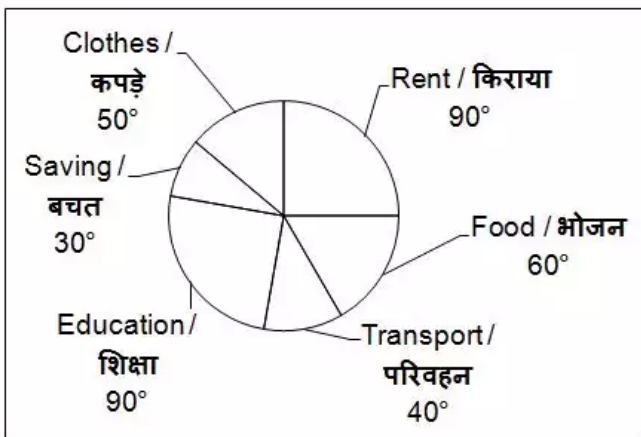 Clothes /
कपड़े
50°
Rent / किराया
90°
Saving /
बचत
30°
Food / भोजन
60°
Education /
शिक्षा
90°
Transport /
परिवहन
40°